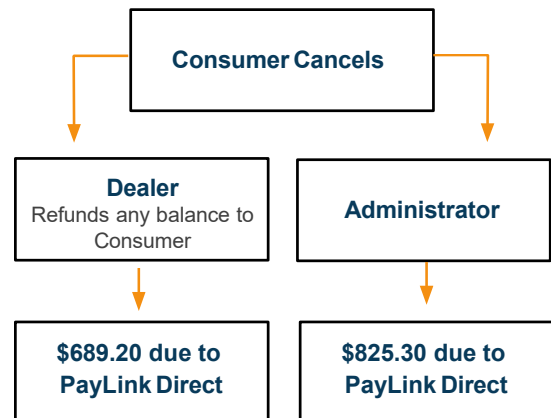 Consumer Cancels
Dealer
Refunds any balance to
Consumer
Administrator
$689.20 due to
PayLink Direct
$825.30 due to
PayLink Direct